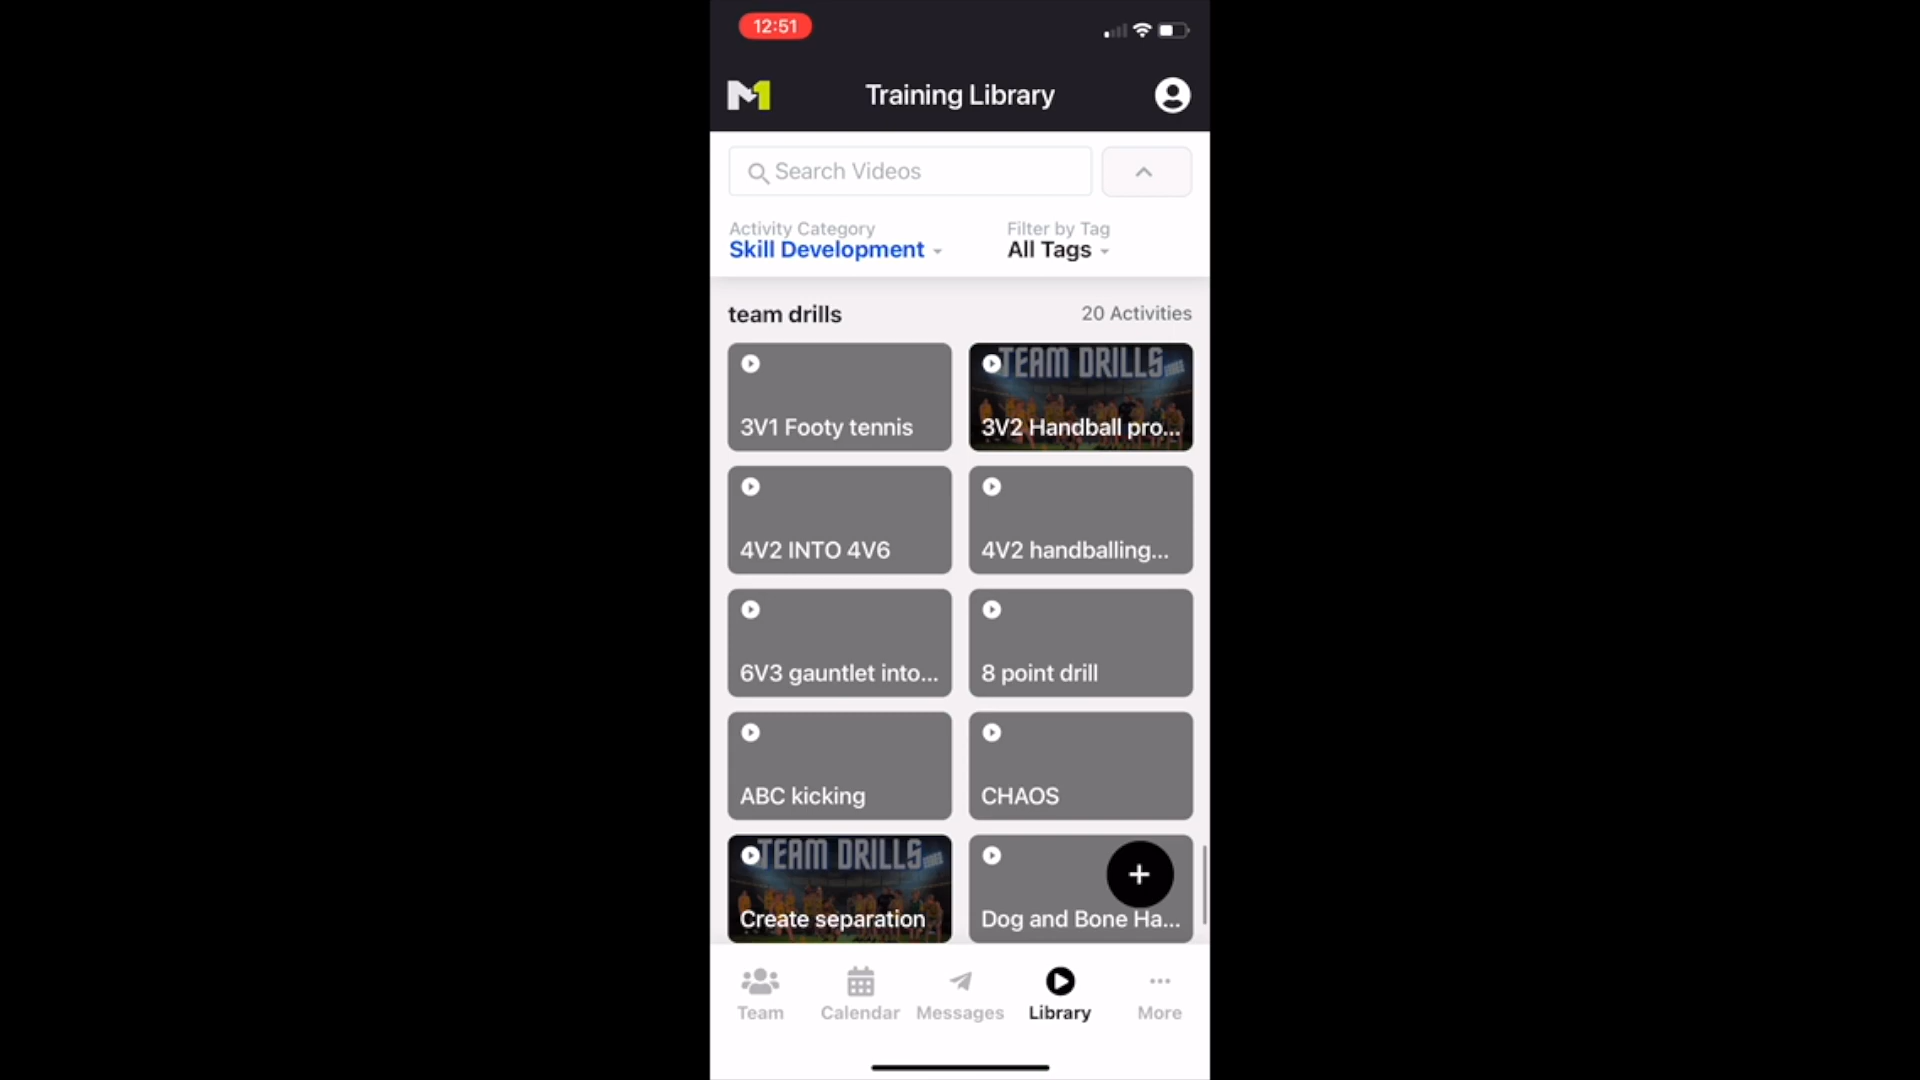 12:51
M1
Training Library
Search Videos
Activity Category
Filter by Tag
Skill Development
All Tags
team drills
20 Activities
TEAM DRILLS
3V1 Footy tennis
3V2 Handball pro...
4V2 INTO 4V6
4V2 handballing...
6V3 gauntlet into...
8 point drill
ABC kicking
CHAOS
TEAM DRILLS
Create separation
Dog and Bone Ha...
Team
Calendar
Messages
Library
More